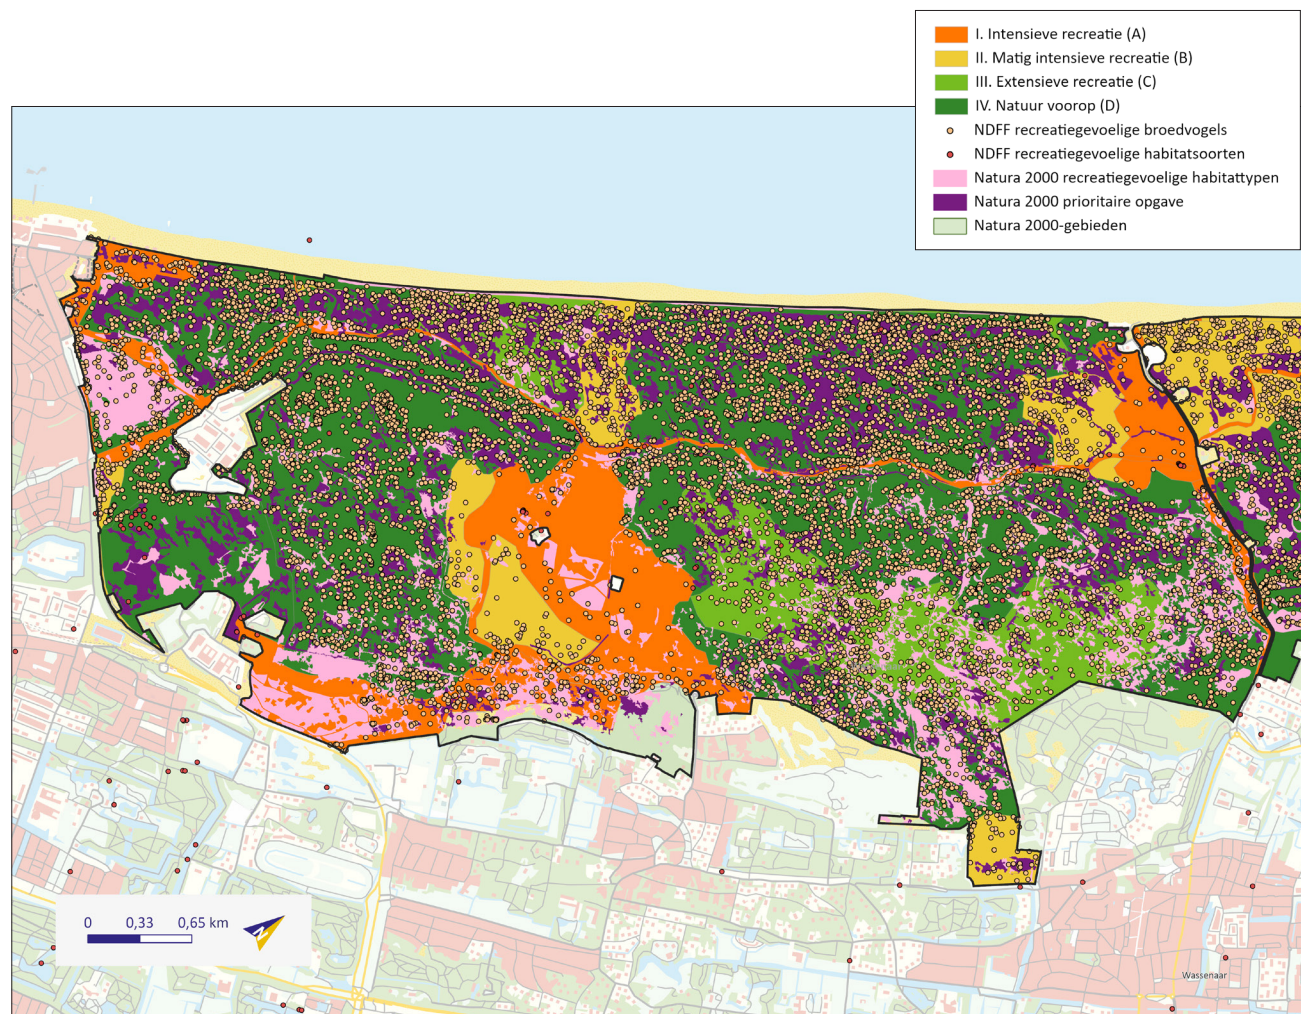 I. Intensieve recreatie (A)
II. Matig intensieve recreatie (B)
III. Extensieve recreatie (C)
IV. Natuur voorop (D)
NDFF recreatiegevoelige broedvogels
NDFF recreatiegevoelige habitatsoorten
Natura 2000 recreatiegevoelige habitattypen
Natura 2000 prioritaire opgave
Natura 2000-gebieden
0 0,33 0,65 km
N
Wassenaar